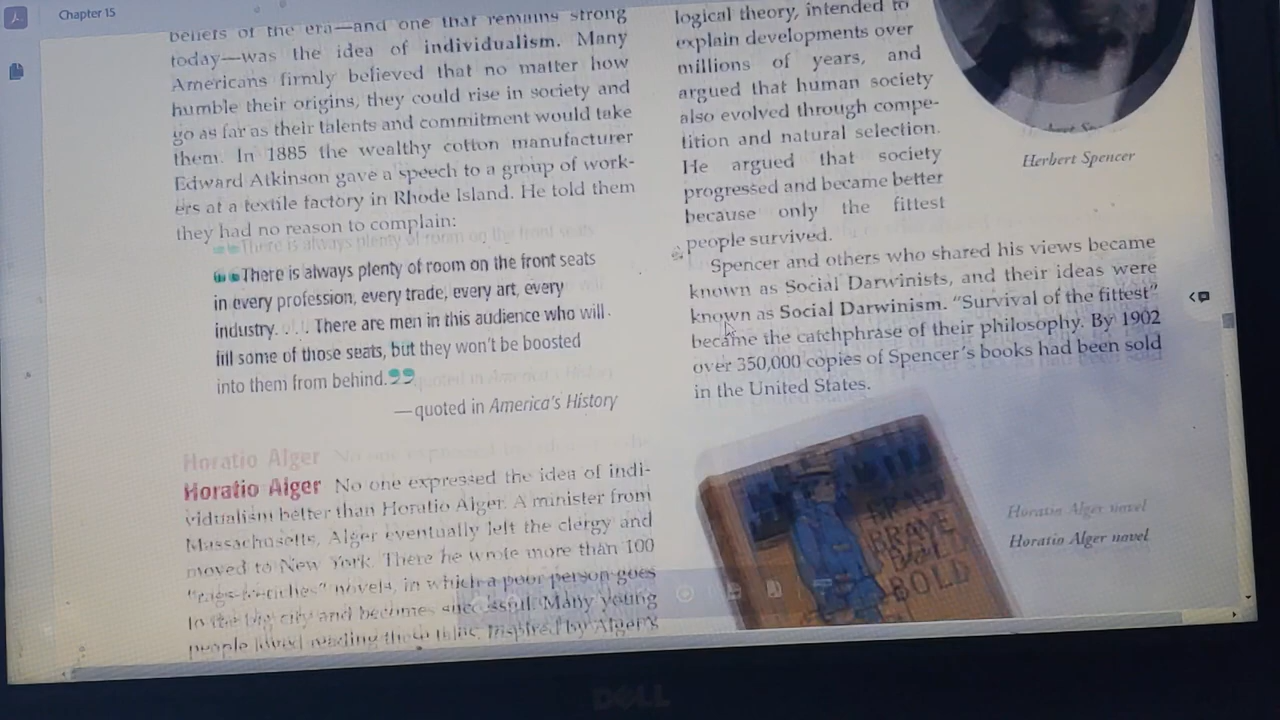 Chapter 15
beliefs of the era—and one that remains strong
today—was the idea of individualism. Many
Americans firmly believed that no matter how
humble their origins, they could rise in society and
go as far as their talents and commitment would take
them. In 1885 the wealthy cotton manufacturer
Edward Atkinson gave a speech to a group of work-
ers at a textile factory in Rhode Island. He told them
they had no reason to complain:
“There is always plenty of room on the front seats
in every profession, every trade, every art, every
industry. . . . There are men in this audience who will
fill some of those seats, but they won't be boosted
into them from behind.”
—quoted in America's History
Horatio Alger No one expressed the idea of indi-
vidualism better than Horatio Alger. A minister from
Massachusetts, Alger eventually left the clergy and
moved to New York. There he wrote more than 100
“rags-to-riches” novels, in which a poor person goes
to the big city and becomes successful. Many young
people loved reading these tales. Inspired by Alger's
logical theory, intended to
explain developments over
millions of years, and
argued that human society
also evolved through compe-
tition and natural selection.
He argued that society
progressed and became better
because only the fittest
people survived.
Spencer and others who shared his views became
known as Social Darwinists, and their ideas were
known as Social Darwinism. “Survival of the fittest”
became the catchphrase of their philosophy. By 1902
over 350,000 copies of Spencer's books had been sold
in the United States.
Herbert Spencer
BRAVE
BOLD
Horatio Alger novel
DELL